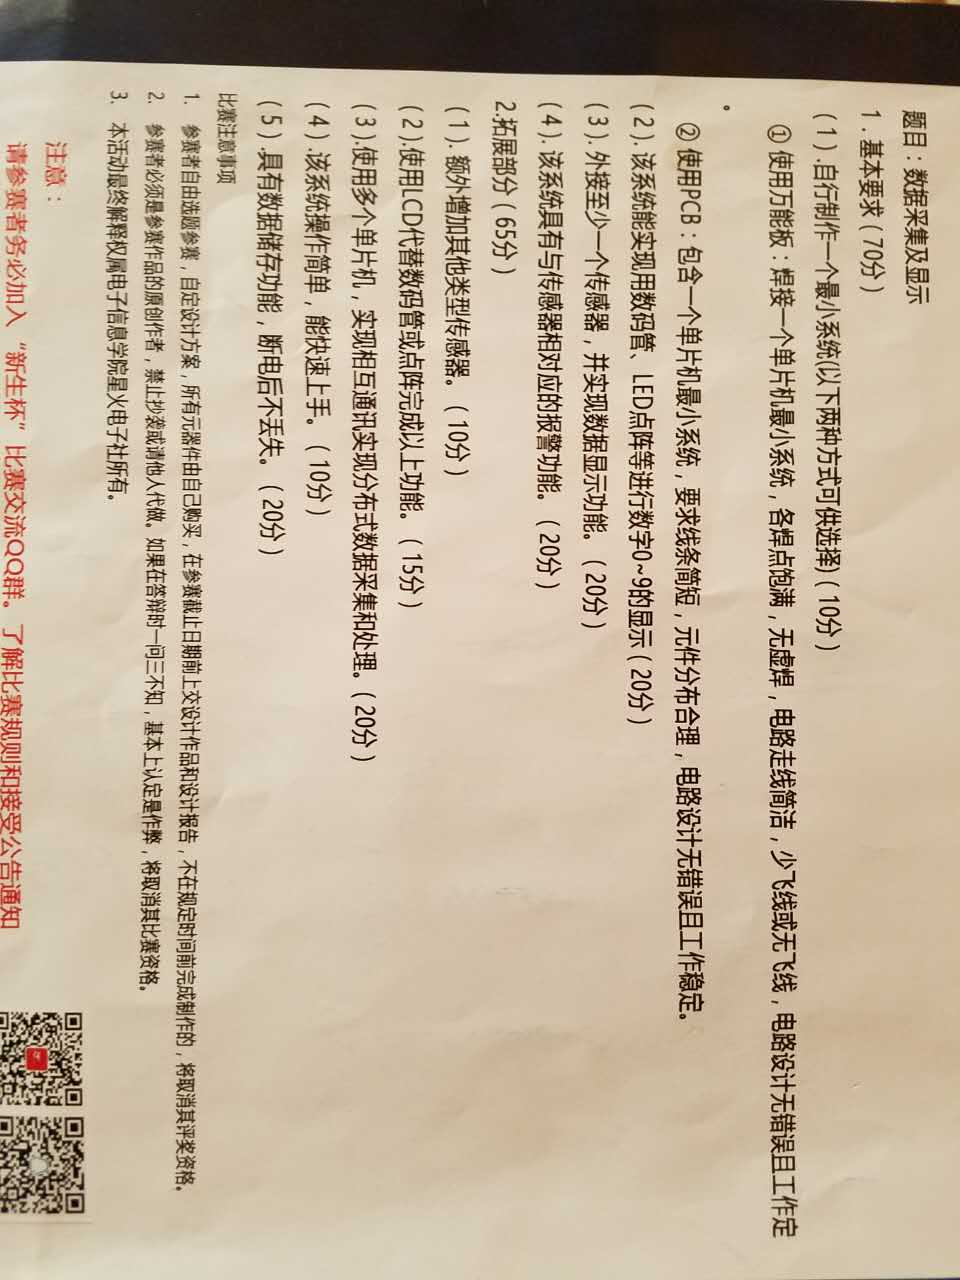 题目：数据采集及显示
1．基本要求（70分）
（1）.自行制作一个最小系统(以下两种方式可供选择)（10分）
① 使用万能板：焊接一个单片机最小系统，各焊点饱满，无虚焊，电路走线简洁，少飞线或无飞线，电路设计无错误且工作定
。
② 使用PCB：包含一个单片机最小系统，要求线条简短，元件分布合理，电路设计无错误且工作稳定。
（2）.该系统能实现用数码管、LED点阵等进行数字0~9的显示（20分）
（3）.外接至少一个传感器，并实现数据显示功能。（20分）
（4）.该系统具有与传感器相对应的报警功能。（20分）
2.拓展部分（65分）
（1）.额外增加其他类型传感器。（10分）
（2）.使用LCD代替数码管或点阵完成以上功能。（15分）
（3）.使用多个单片机，实现相互通讯实现分布式数据采集和处理。（20分）
（4）.该系统操作简单，能快速上手。（10分）
（5）.具有数据储存功能，断电后不丢失。（20分）
比赛注意事项
1. 参赛者自由选题参赛，自定设计方案，所有元器件由自己购买，在参赛截止日期前上交设计作品和设计报告，不在规定时间前完成制作的，将取消其评奖资格。
2. 参赛者必须是参赛作品的原创作者，禁止抄袭或请他人代做。如果在答辩时一问三不知，基本上认定是作弊，将取消其比赛资格。
3. 本活动最终解释权属电子信息学院星火电子社所有。
注意：
请参赛者务必加入“新生杯”比赛交流QQ群。了解比赛规则和接受公告通知